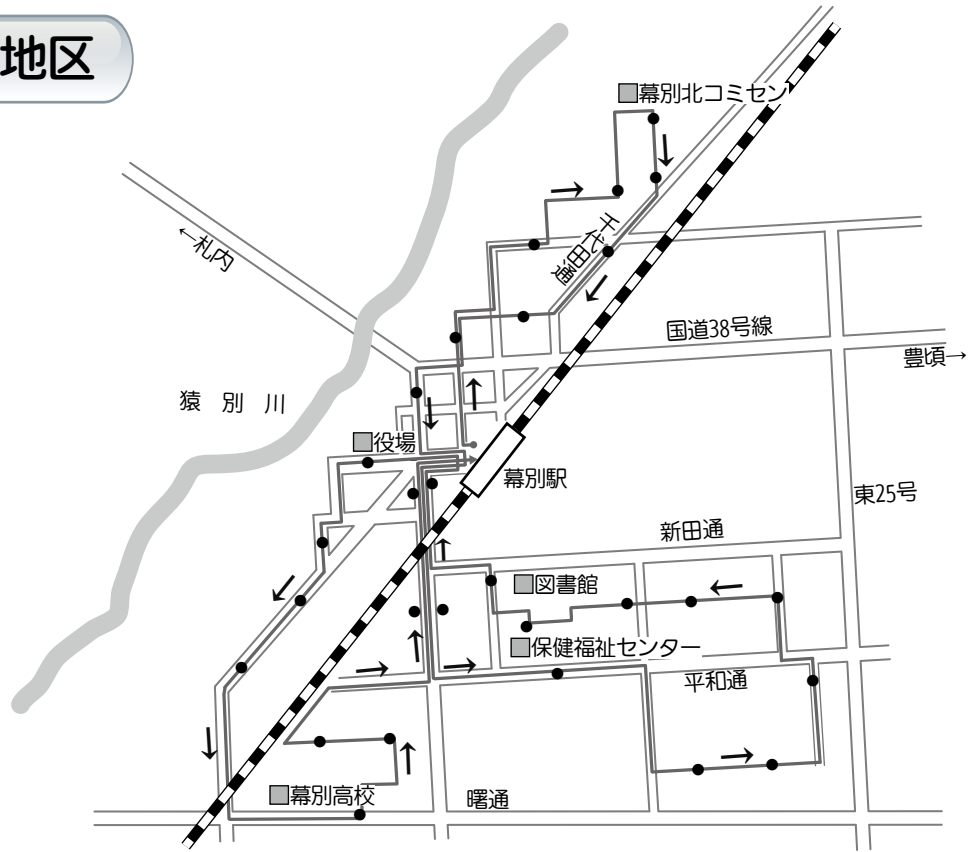 地区
幕別北コミセン
←札内
千代田通
国道38号線
豊頃→
猿別川
役場
幕別駅
東25号
新田通
図書館
保健福祉センター
平和通
幕別高校
曙通